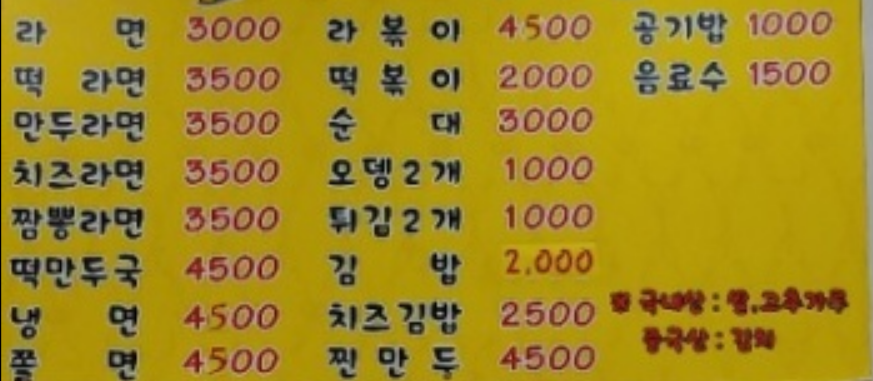 라 면 3000 라 볶 이 4500 공기밥 1000
떡 라면 3500 떡 볶 이 2000 음료수 1500
만두라면 3500 순 대 3000
치즈라면 3500 오뎅2개 1000
짬뽕라면 3500 튀김2개 1000
떡만두국 4500 김 밥 2,000
냉 면 4500 치즈김밥 2500 ※ 국내산 : 쌀,고추가루
쫄 면 4500 찐 만 두 4500 중국산 : 김치